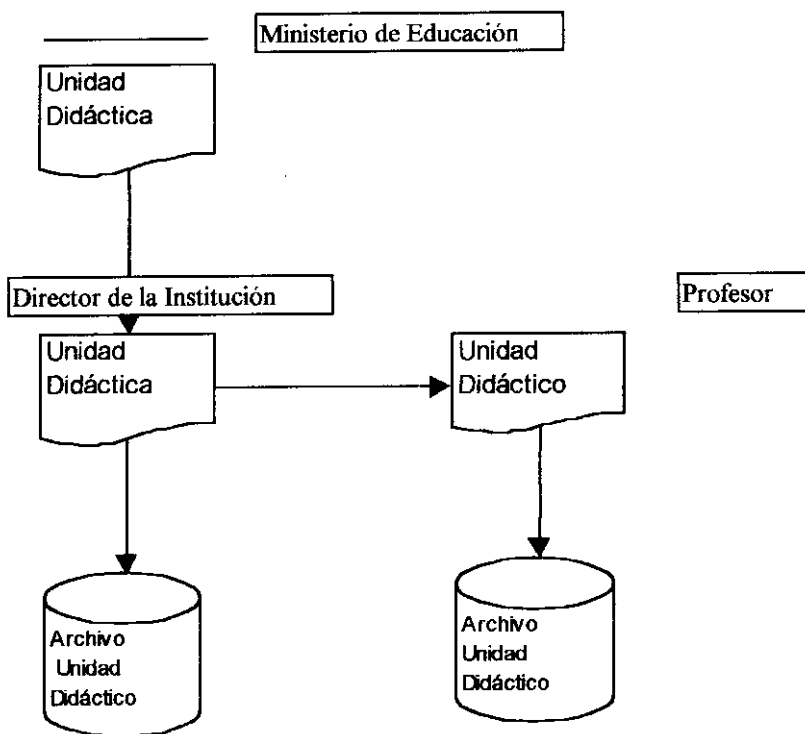 Ministerio de Educación
Unidad
Didáctica
Director de la Institución
Profesor
Unidad
Didáctica
Unidad
Didáctico
Archivo
Unidad
Didáctico
Archivo
Unidad
Didáctico